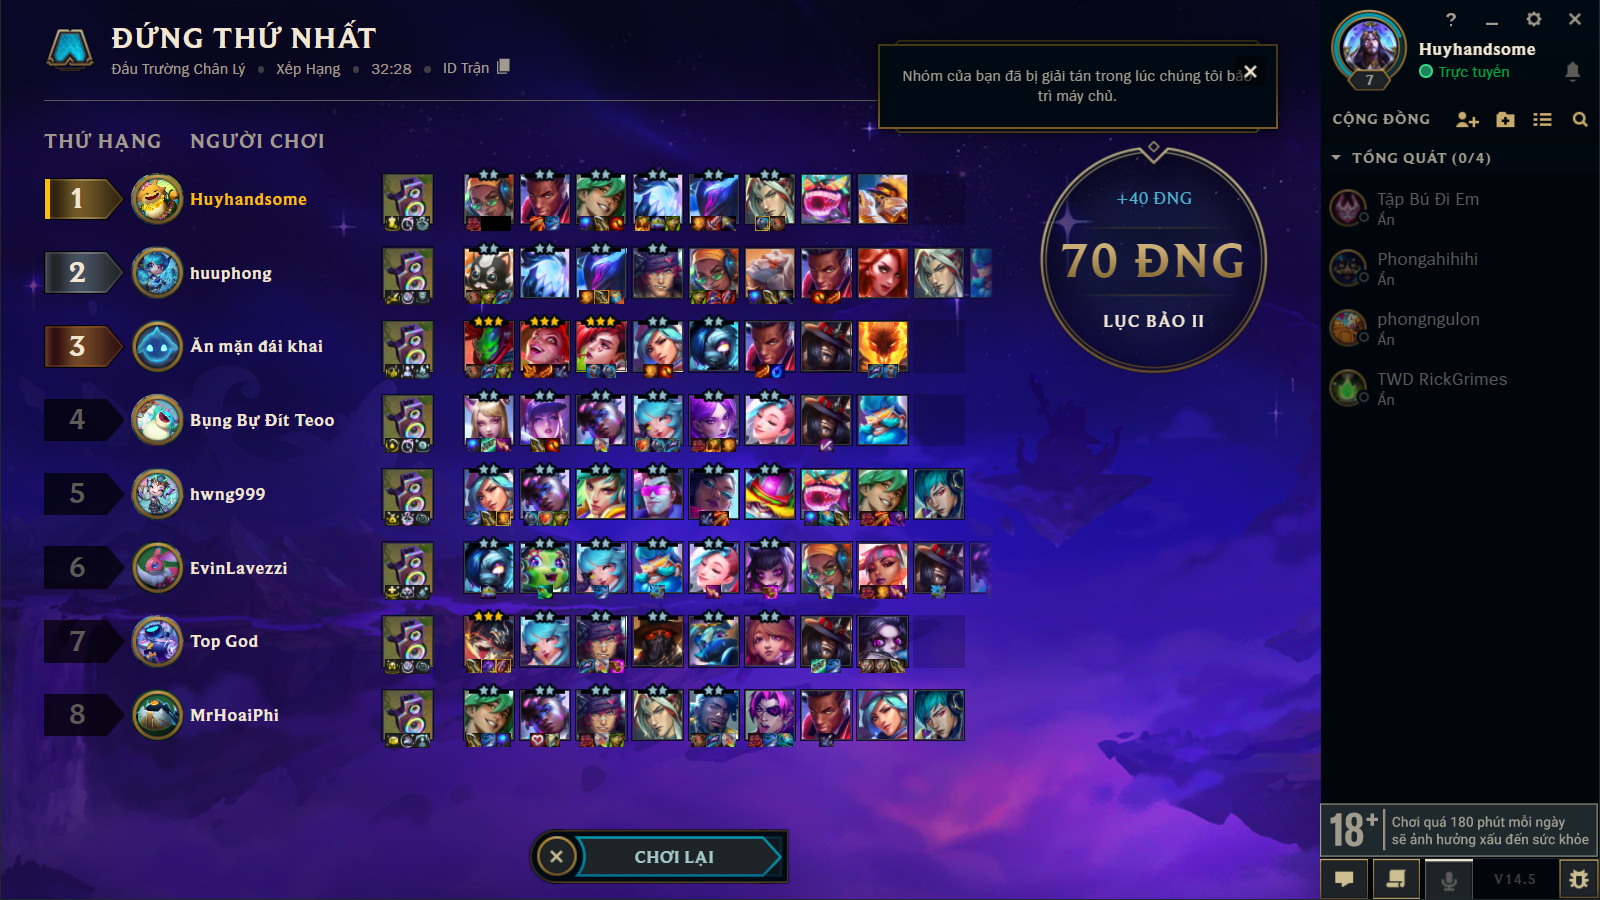 ĐỨNG THỨ NHẤT
Đấu Trường Chân Lý • Xếp Hạng • 32:28 • ID Trận
Nhóm của bạn đã bị giải tán trong lúc chúng tôi bảo
trì máy chủ.
THỨ HẠNG NGƯỜI CHƠI
1 Huyhandsome
2 huuphong
3 Ăn mặn đái khai
4 Bụng Bự Đít Teoo
5 hwng999
6 EvinLavezzi
7 Top God
8 MrHoaiPhi
+40 ĐNG
70 ĐNG
LỤC BẢO II
CHƠI LẠI
?
Huyhandsome
Trực tuyến
7
CỘNG ĐỒNG
TỔNG QUÁT (0/4)
Tập Bú Đi Em
Ẩn
Phongahihihi
Ẩn
phongngulon
Ẩn
TWD RickGrimes
Ẩn
18+
Chơi quá 180 phút mỗi ngày
sẽ ảnh hưởng xấu đến sức khỏe
V14.5